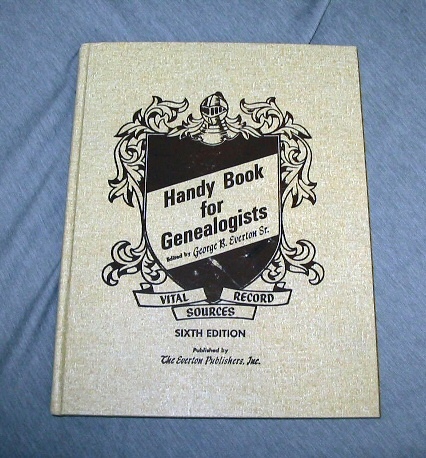 Handy Book
for
Genealogists
Edited by George B. Everton Sr.
VITAL RECORD
SOURCES
SIXTH EDITION
Published by
The Everton Publishers, Inc.